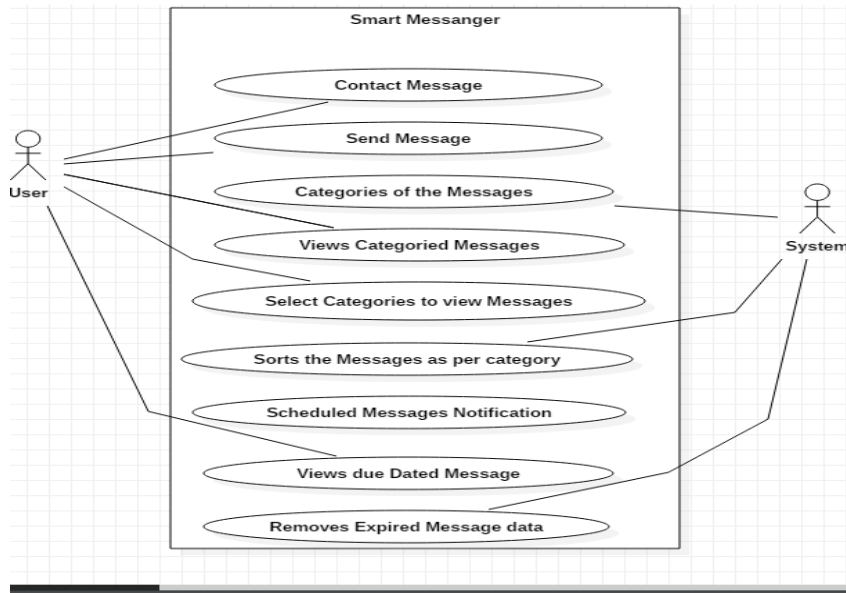 Smart Messanger
Contact Message
Send Message
Categories of the Messages
User
Views Categoried Messages
System
Select Categories to view Messages
Sorts the Messages as per category
Scheduled Messages Notification
Views due Dated Message
Removes Expired Message data